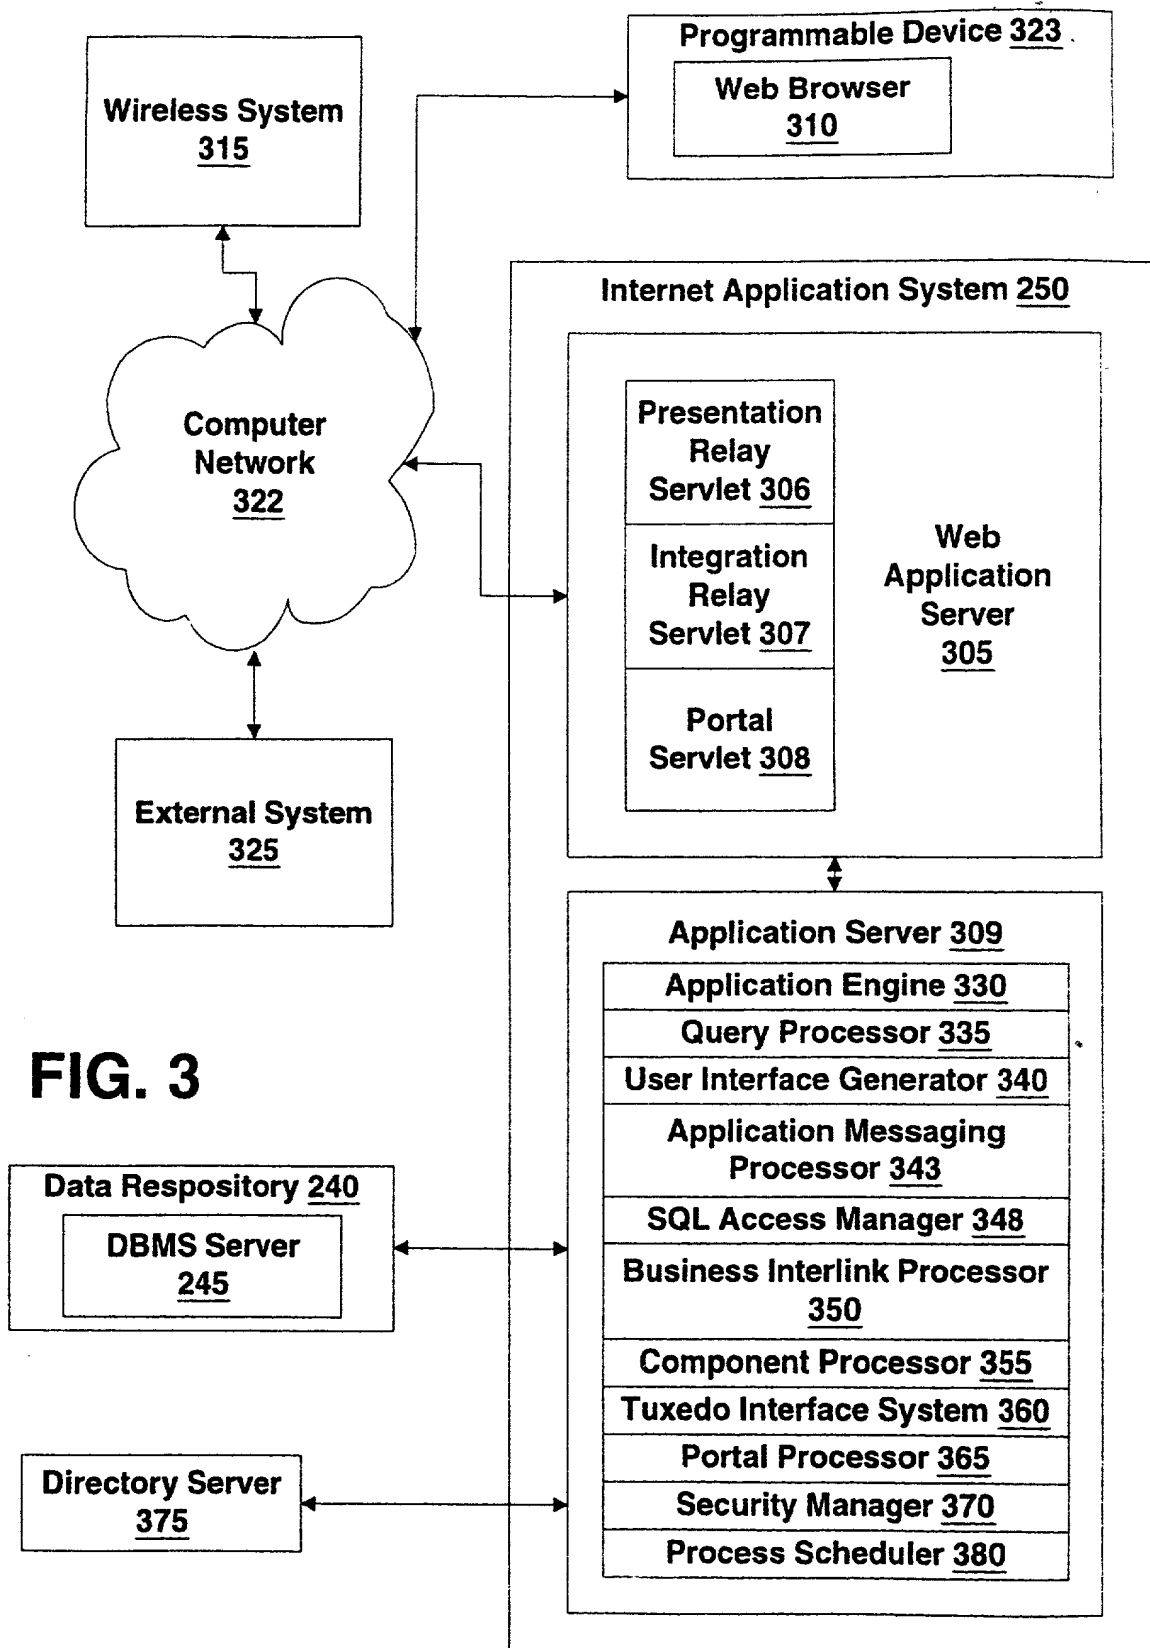 Programmable Device 323
Web Browser
310
Wireless System
315
Internet Application System 250
Computer
Network
322
Presentation
Relay
Servlet 306
Integration
Relay
Servlet 307
Portal
Servlet 308
Web
Application
Server
305
External System
325
Application Server 309
Application Engine 330
Query Processor 335
User Interface Generator 340
Application Messaging
Processor 343
SQL Access Manager 348
Business Interlink Processor
350
Component Processor 355
Tuxedo Interface System 360
Portal Processor 365
Security Manager 370
Process Scheduler 380
FIG. 3
Data Respository 240
DBMS Server
245
Directory Server
375